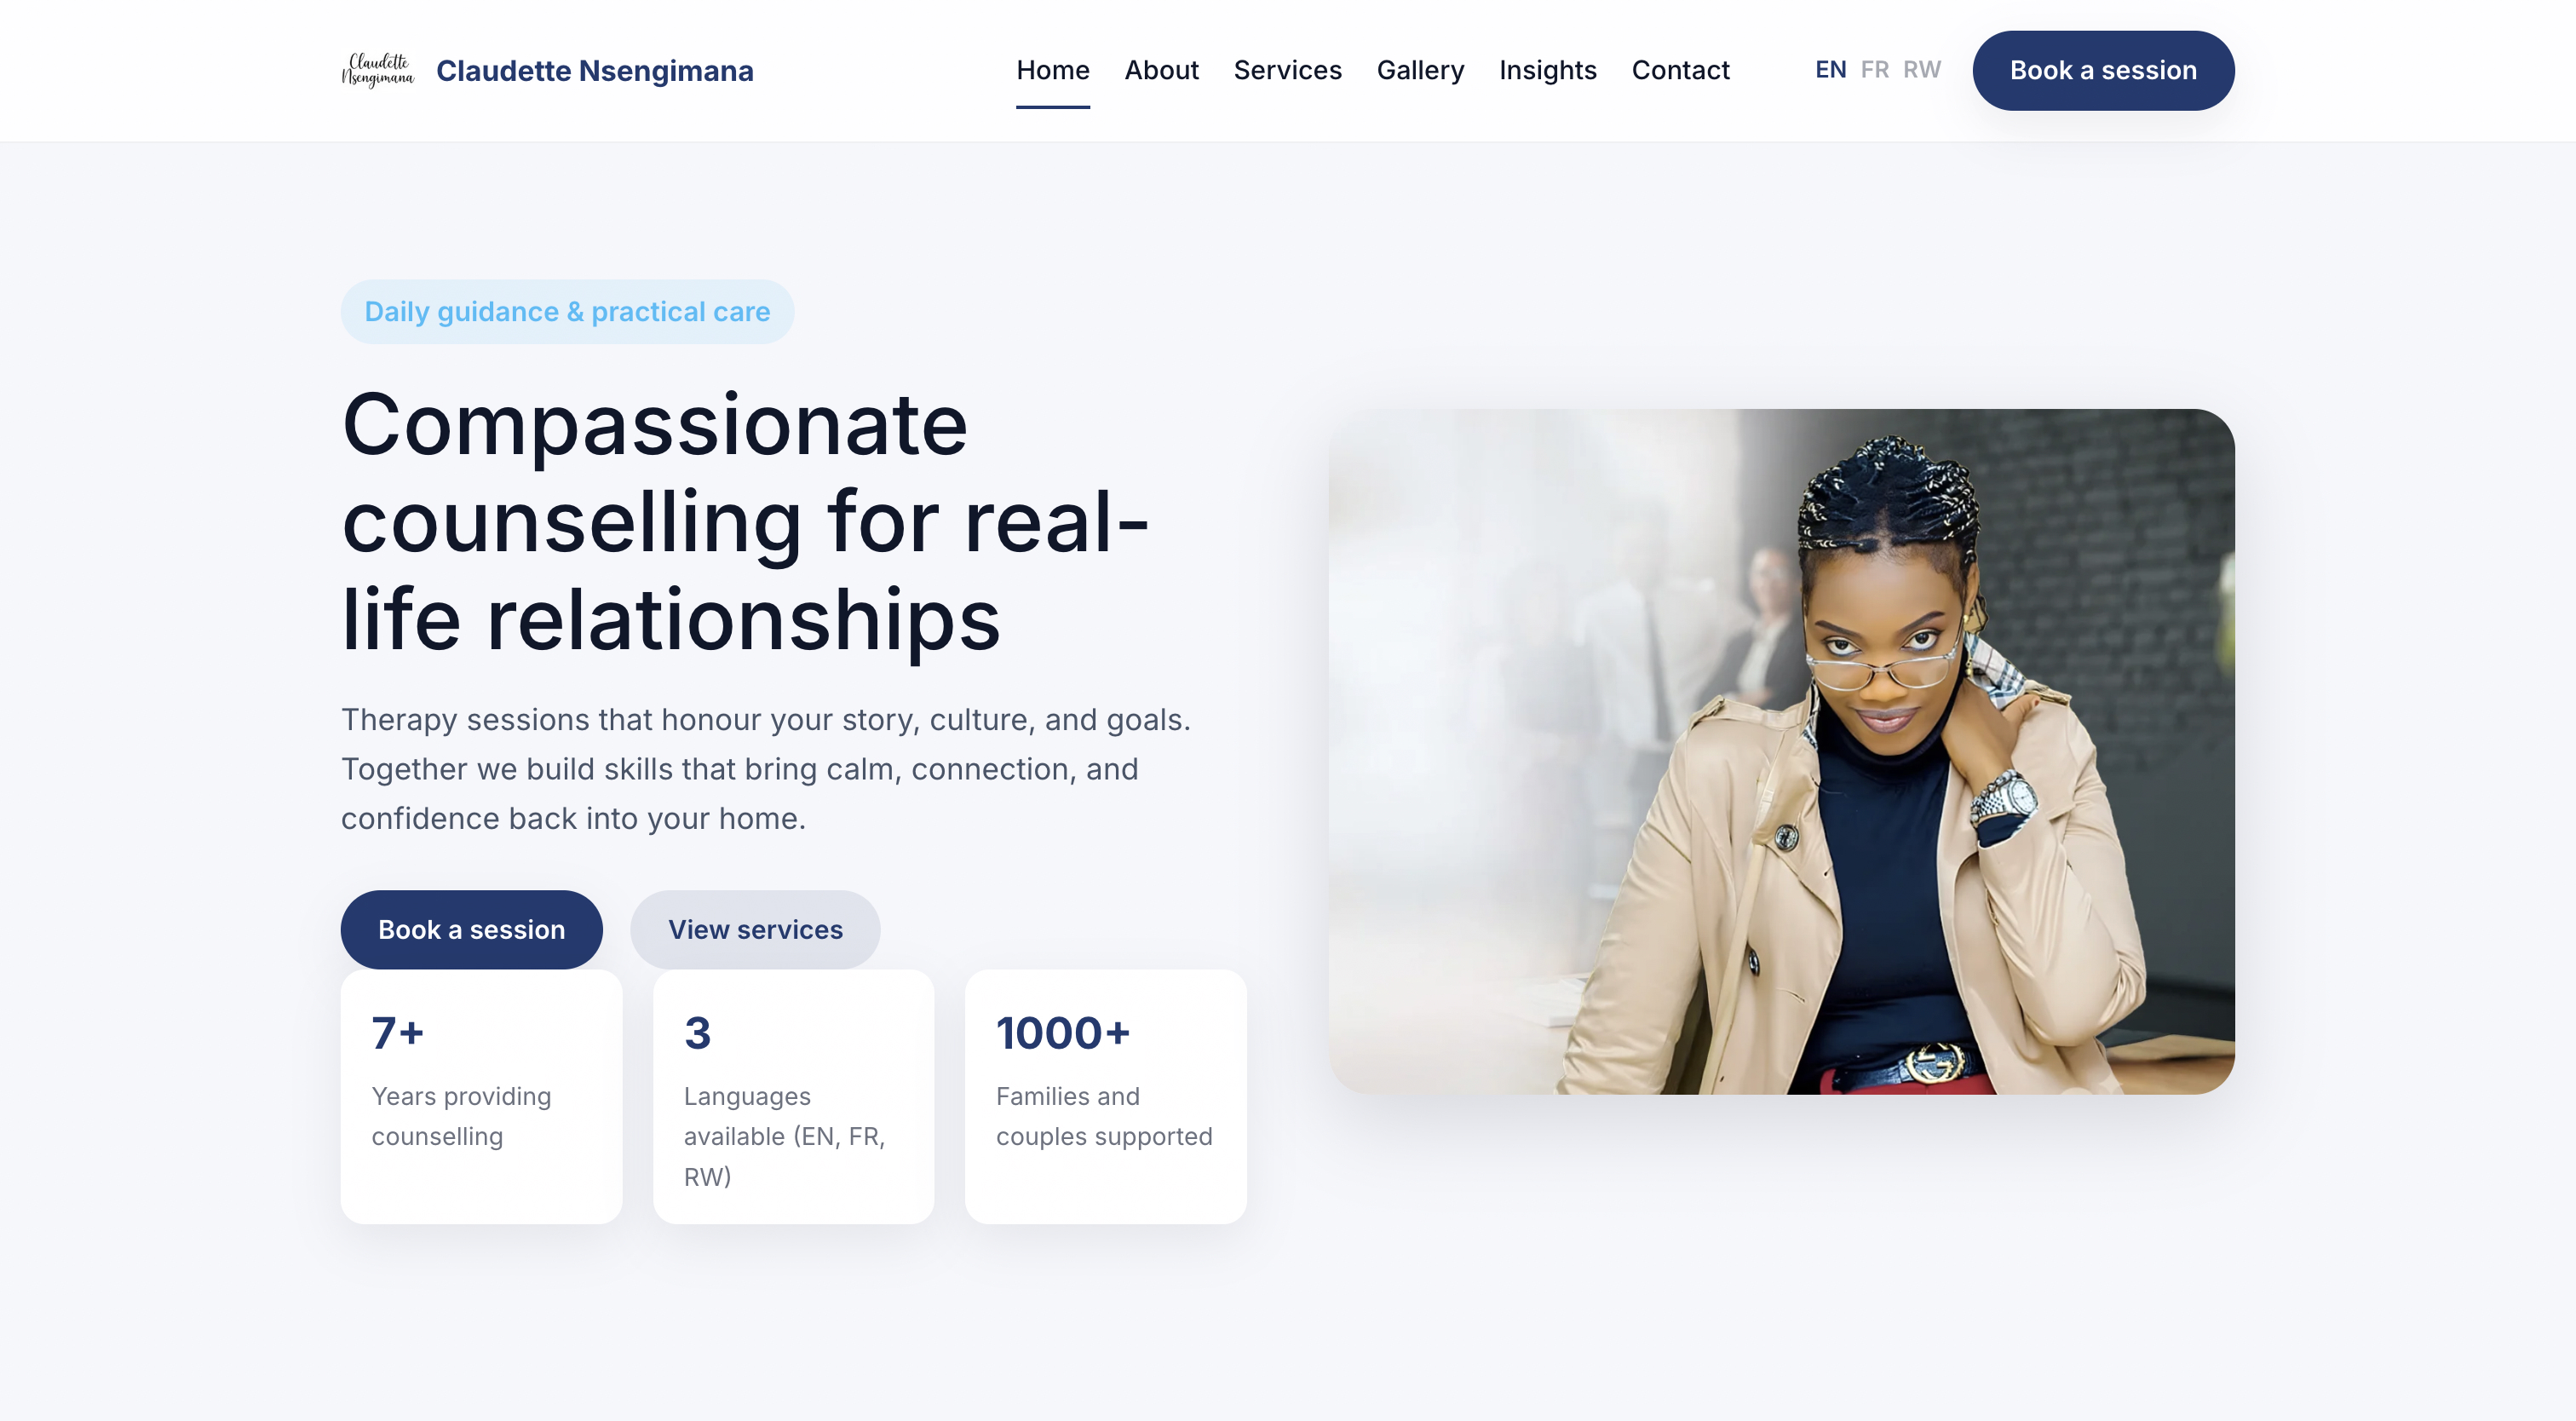 Claudette
Nsengimana
Claudette Nsengimana
Home About Services Gallery Insights Contact
EN FR RW
Book a session
Daily guidance & practical care
Compassionate
counselling for real-
life relationships
Therapy sessions that honour your story, culture, and goals.
Together we build skills that bring calm, connection, and
confidence back into your home.
Book a session
View services
7+
Years providing
counselling
3
Languages
available (EN, FR,
RW)
1000+
Families and
couples supported